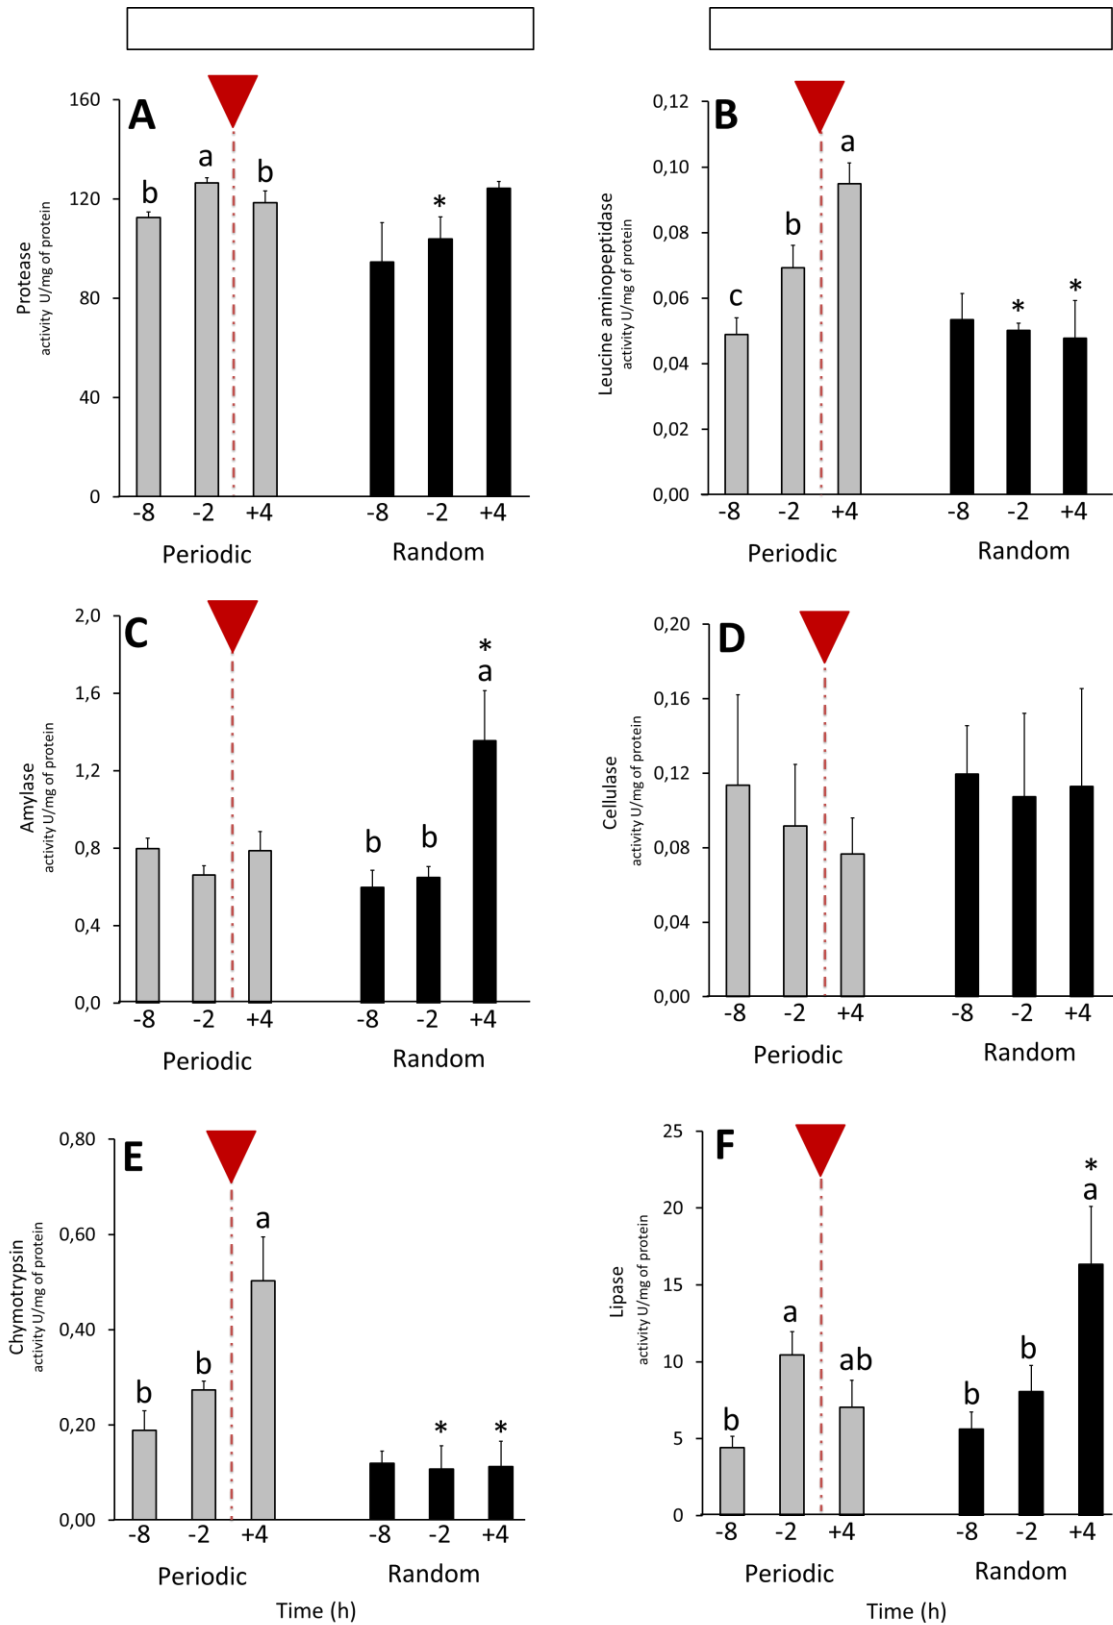 A
160
120
80
40
0
Protease
activity U/mg of protein
b
a
b
*
-8 -2 +4 -8 -2 +4
Periodic Random
B
0,12
0,10
0,08
0,06
0,04
0,02
0,00
Leucine aminopeptidase
activity U/mg of protein
c
b
a
*
*
-8 -2 +4 -8 -2 +4
Periodic Random
C
2,0
1,6
1,2
0,8
0,4
0,0
Amylase
activity U/mg of protein
b
b
*
a
-8 -2 +4 -8 -2 +4
Periodic Random
D
0,20
0,16
0,12
0,08
0,04
0,00
Cellulase
activity U/mg of protein
-8 -2 +4 -8 -2 +4
Periodic Random
E
0,80
0,60
0,40
0,20
0,00
Chymotrypsin
activity U/mg of protein
b
b
a
*
*
-8 -2 +4 -8 -2 +4
Periodic Random
Time (h)
F
25
20
15
10
5
0
Lipase
activity U/mg of protein
b
a
ab
b
b
*
a
-8 -2 +4 -8 -2 +4
Periodic Random
Time (h)